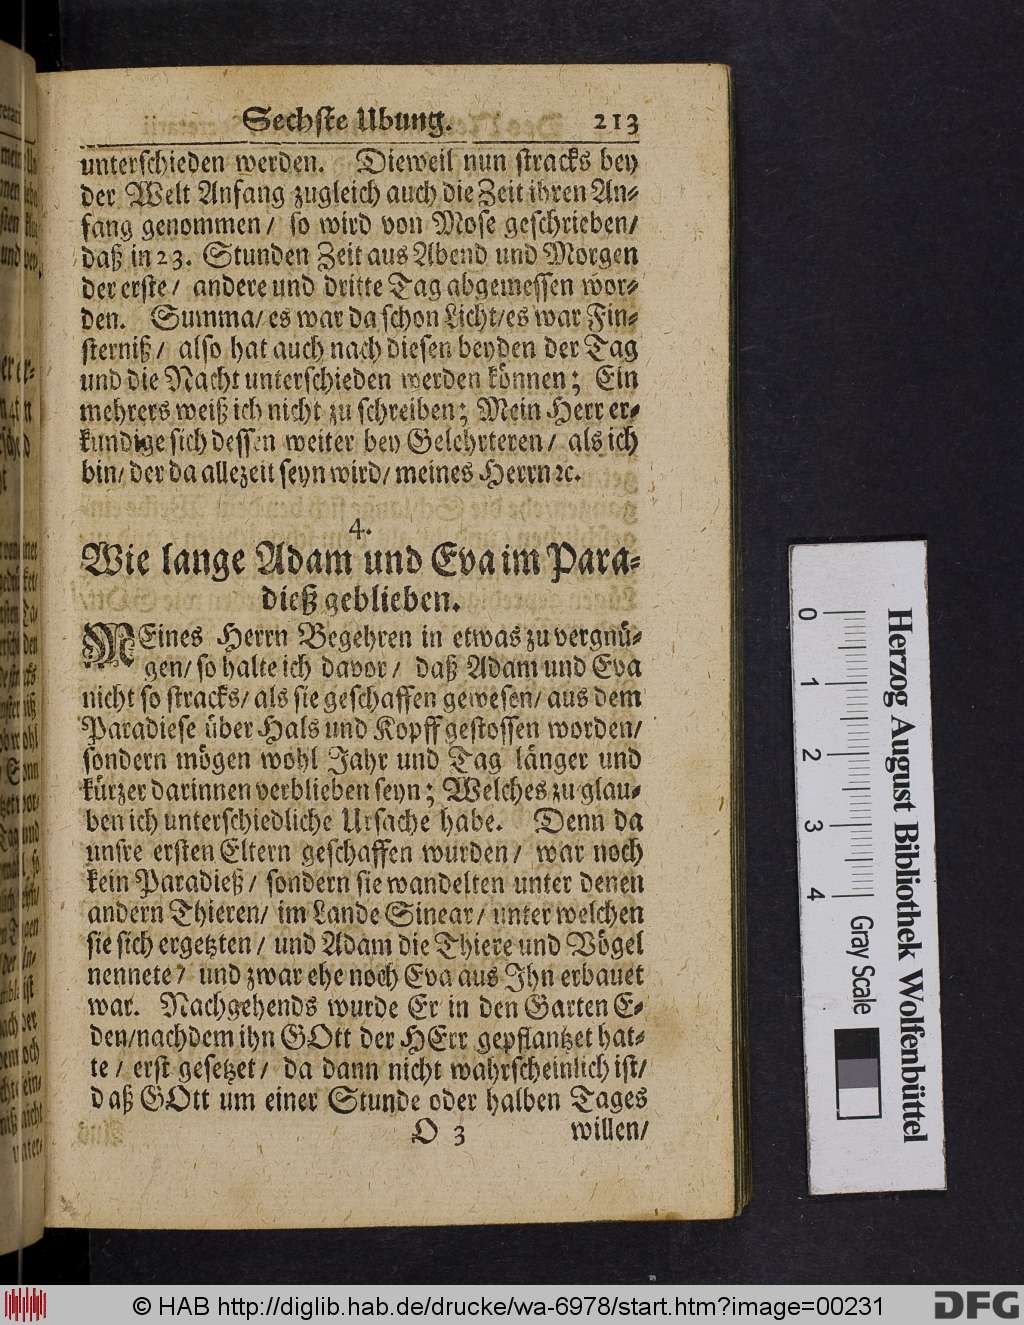 Sechste Ubung. 213
unterschieden werden. Dieweil nun stracks bey
der Welt Anfang zugleich auch die Zeit ihren An-
fang genommen/ so wird von Mose geschrieben/
daß in 23. Stunden Zeit aus Abend und Morgen
der erste/ andere und dritte Tag abgemessen wor-
den. Summa/ es war da schon Licht/ es war Fin-
sterniß/ also hat auch nach diesen beyden der Tag
und die Nacht unterschieden werden können; Ein
mehrers weiß ich nicht zu schreiben; Mein Herr er-
kundige sich dessen weiter bey Gelehrteren/ als ich
bin/ der da allezeit seyn wird/ meines Herrn ꝛc.
4.
Wie lange Adam und Eva im Para-
dieß geblieben.
MEines Herrn Begehren in etwas zu vergnü-
gen/ so halte ich davor/ daß Adam und Eva
nicht so stracks/ als sie geschaffen gewesen/ aus dem
Paradiese über Hals und Kopff gestossen worden/
sondern mögen wohl Jahr und Tag länger und
kürzer darinnen verblieben seyn; Welches zu glau-
ben ich unterschiedliche Ursache habe. Denn da
unsre ersten Eltern geschaffen wurden/ war noch
kein Paradieß/ sondern sie wandelten unter denen
andern Thieren/ im Lande Sinear/ unter welchen
sie sich ergetzten/ und Adam die Thiere und Vögel
nennete/ und zwar ehe noch Eva aus Ihn erbauet
war. Nachgehends wurde Er in den Garten E-
den/ nachdem ihn GOtt der HErr gepflantzet hat-
te/ erst gesetzet/ da dann nicht wahrscheinlich ist/
daß GOtt um einer Stunde oder halben Tages
O 3 willen/
0 1 2 3 4
Gray Scale
Herzog August Bibliothek Wolfenbüttel
© HAB http://diglib.hab.de/drucke/wa-6978/start.htm?image=00231
DFG